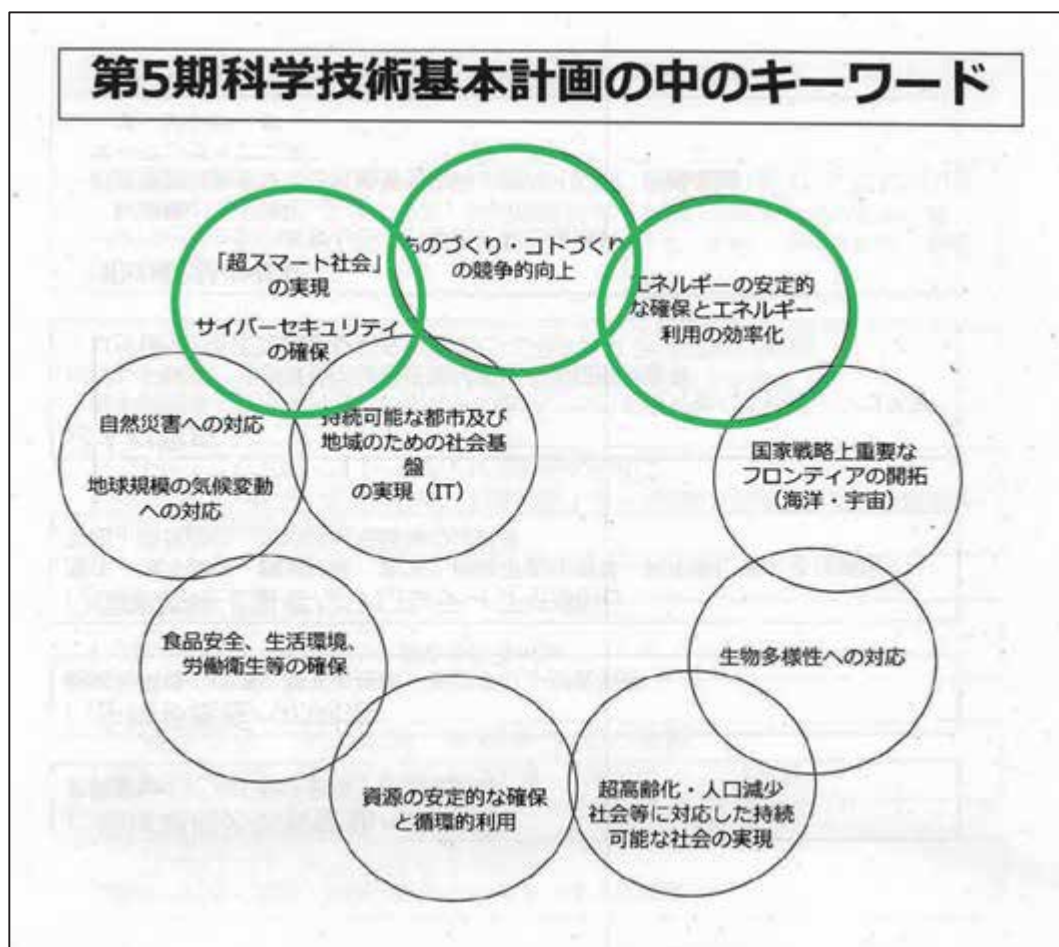 第5期科学技術基本計画の中のキーワード
ものづくり・コトづくり
の競争的向上
「超スマート社会」
の実現
サイバーセキュリティ
の確保
エネルギーの安定的
な確保とエネルギー
利用の効率化
自然災害への対応
地球規模の気候変動
への対応
持続可能な都市及び
地域のための社会基
盤
の実現（IT）
国家戦略上重要な
フロンティアの開拓
（海洋・宇宙）
食品安全、生活環境、
労働衛生等の確保
生物多様性への対応
資源の安定的な確保
と循環的利用
超高齢化・人口減少
社会等に対応した持続
可能な社会の実現